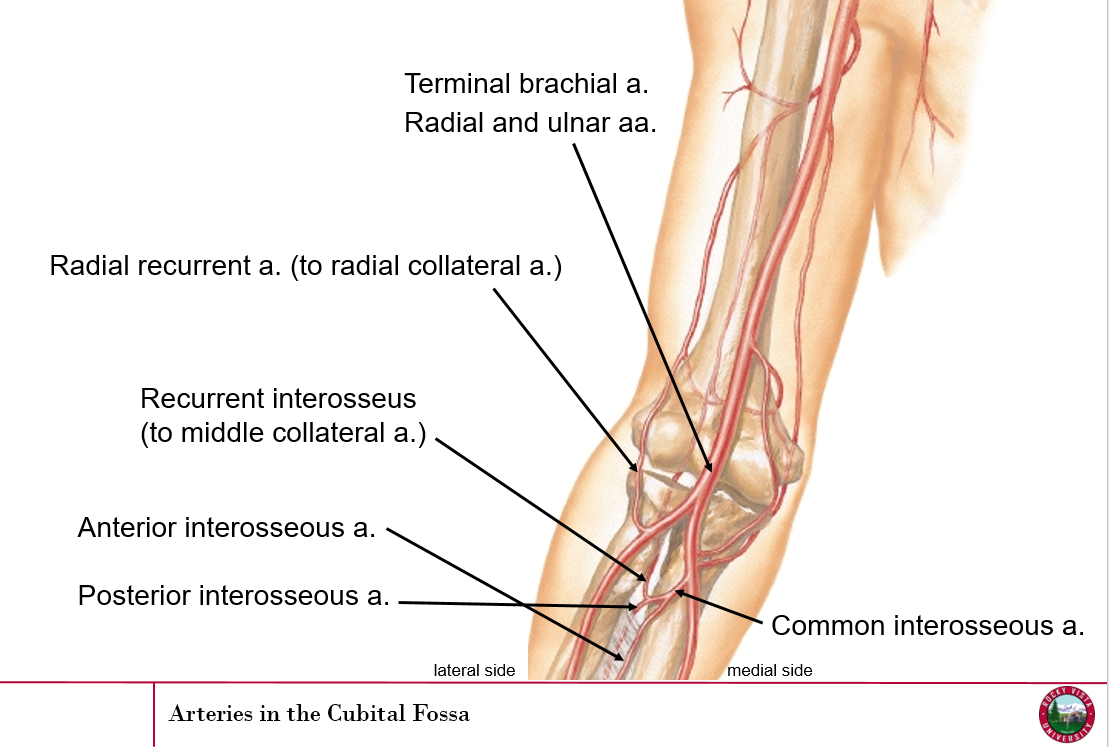 Terminal brachial a.
Radial and ulnar aa.
Radial recurrent a. (to radial collateral a.)
Recurrent interosseus
(to middle collateral a.)
Anterior interosseous a.
Posterior interosseous a.
Common interosseous a.
lateral side
medial side
Arteries in the Cubital Fossa
ROCKY VISTA
UNIVERSITY